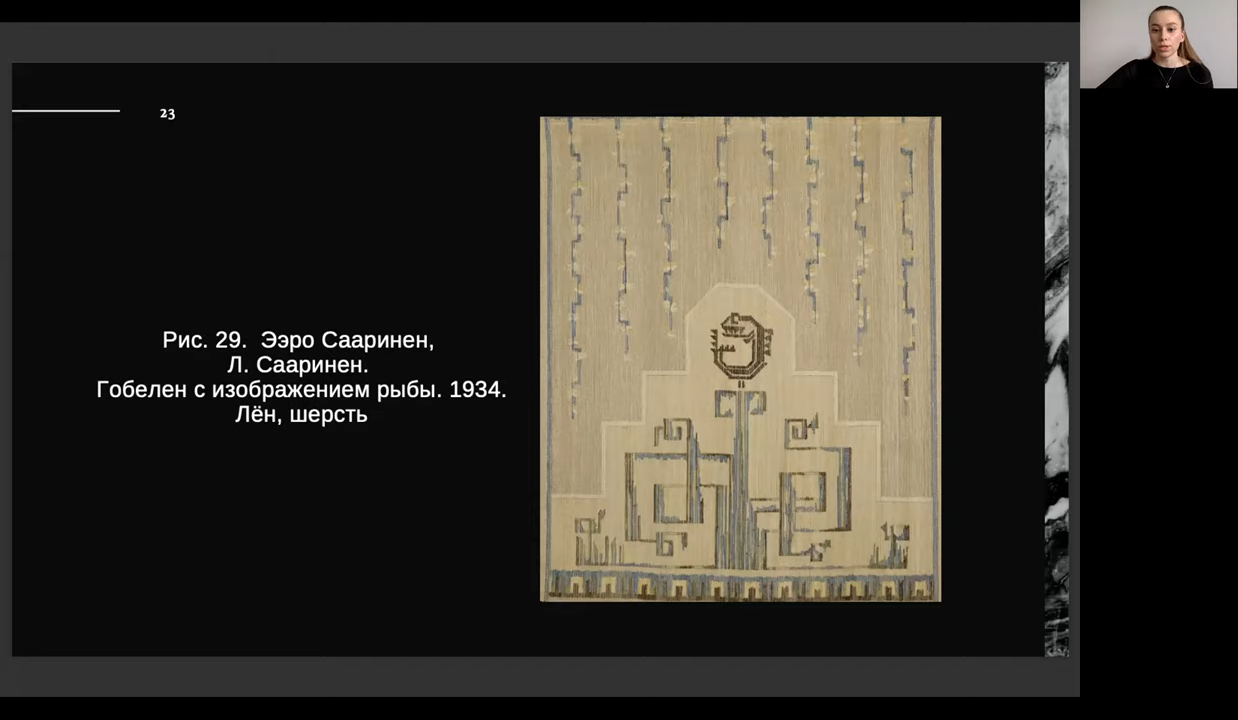 23
Рис. 29.  Ээро Сааринен,
Л. Сааринен.
Гобелен с изображением рыбы. 1934.
Лён, шерсть